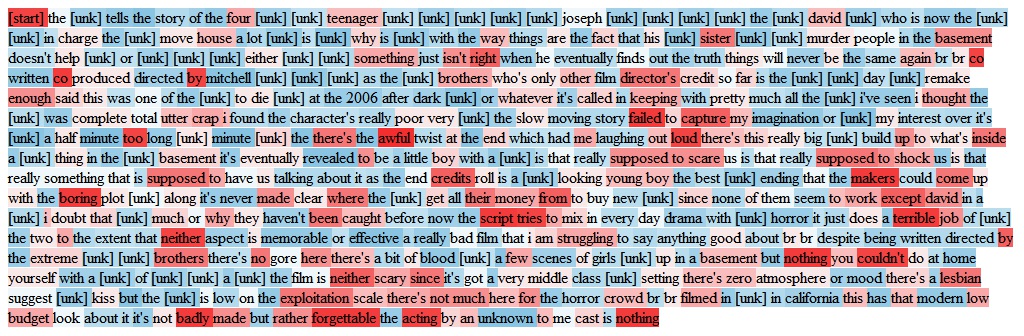 [start] the [unk] tells the story of the four [unk] [unk] teenager [unk] [unk] [unk] [unk] [unk] joseph [unk] [unk] [unk] [unk] the [unk] david [unk] who is now the [unk]
[unk] in charge the [unk] move house a lot [unk] is [unk] why is [unk] with the way things are the fact that his [unk] sister [unk] [unk] murder people in the basement
doesn't help [unk] or [unk] [unk] [unk] either [unk] [unk] something just isn't right when he eventually finds out the truth things will never be the same again br br co
written co produced directed by mitchell [unk] [unk] [unk] as the [unk] brothers who's only other film director's credit so far is the [unk] [unk] day [unk] remake
enough said this was one of the [unk] to die [unk] at the 2006 after dark [unk] or whatever it's called in keeping with pretty much all the [unk] i've seen i thought the
[unk] was complete total utter crap i found the character's really poor very [unk] the slow moving story failed to capture my imagination or [unk] my interest over it's
[unk] a half minute too long [unk] minute [unk] the there's the awful twist at the end which had me laughing out loud there's this really big [unk] build up to what's inside
a [unk] thing in the [unk] basement it's eventually revealed to be a little boy with a [unk] is that really supposed to scare us is that really supposed to shock us is that
really something that is supposed to have us talking about it as the end credits roll is a [unk] looking young boy the best [unk] ending that the makers could come up
with the boring plot [unk] along it's never made clear where the [unk] get all their money from to buy new [unk] since none of them seem to work except david in a
[unk] i doubt that [unk] much or why they haven't been caught before now the script tries to mix in every day drama with [unk] horror it just does a terrible job of [unk]
the two to the extent that neither aspect is memorable or effective a really bad film that i am struggling to say anything good about br br despite being written directed by
the extreme [unk] [unk] brothers there's no gore here there's a bit of blood [unk] a few scenes of girls [unk] up in a basement but nothing you couldn't do at home
yourself with a [unk] of [unk] [unk] a [unk] the film is neither scary since it's got a very middle class [unk] setting there's zero atmosphere or mood there's a lesbian
suggest [unk] kiss but the [unk] is low on the exploitation scale there's not much here for the horror crowd br br filmed in [unk] in california this has that modern low
budget look about it it's not badly made but rather forgettable the acting by an unknown to me cast is nothing